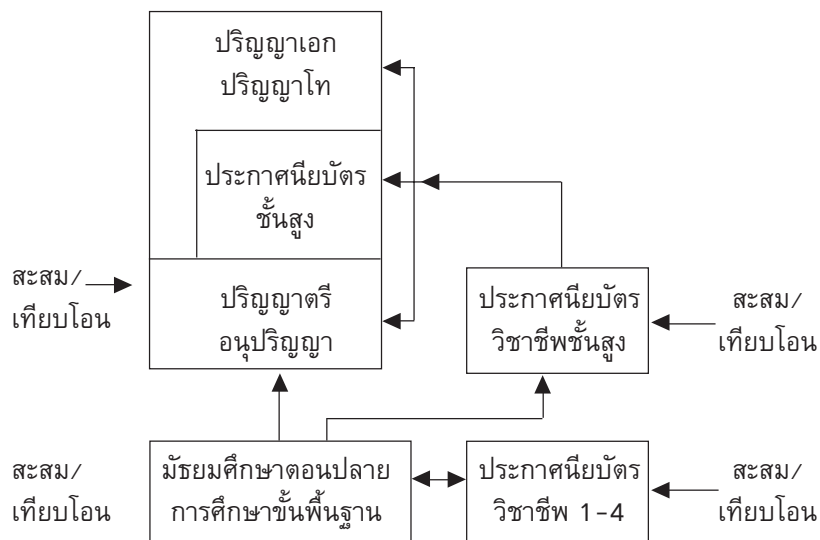 ปริญญาเอก
ปริญญาโท
ประกาศนียบัตร
ชั้นสูง
สะสม/
เทียบโอน
ปริญญาตรี
อนุปริญญา
ประกาศนียบัตร
วิชาชีพชั้นสูง
สะสม/
เทียบโอน
สะสม/
เทียบโอน
มัธยมศึกษาตอนปลาย
การศึกษาขั้นพื้นฐาน
ประกาศนียบัตร
วิชาชีพ 1-4
สะสม/
เทียบโอน